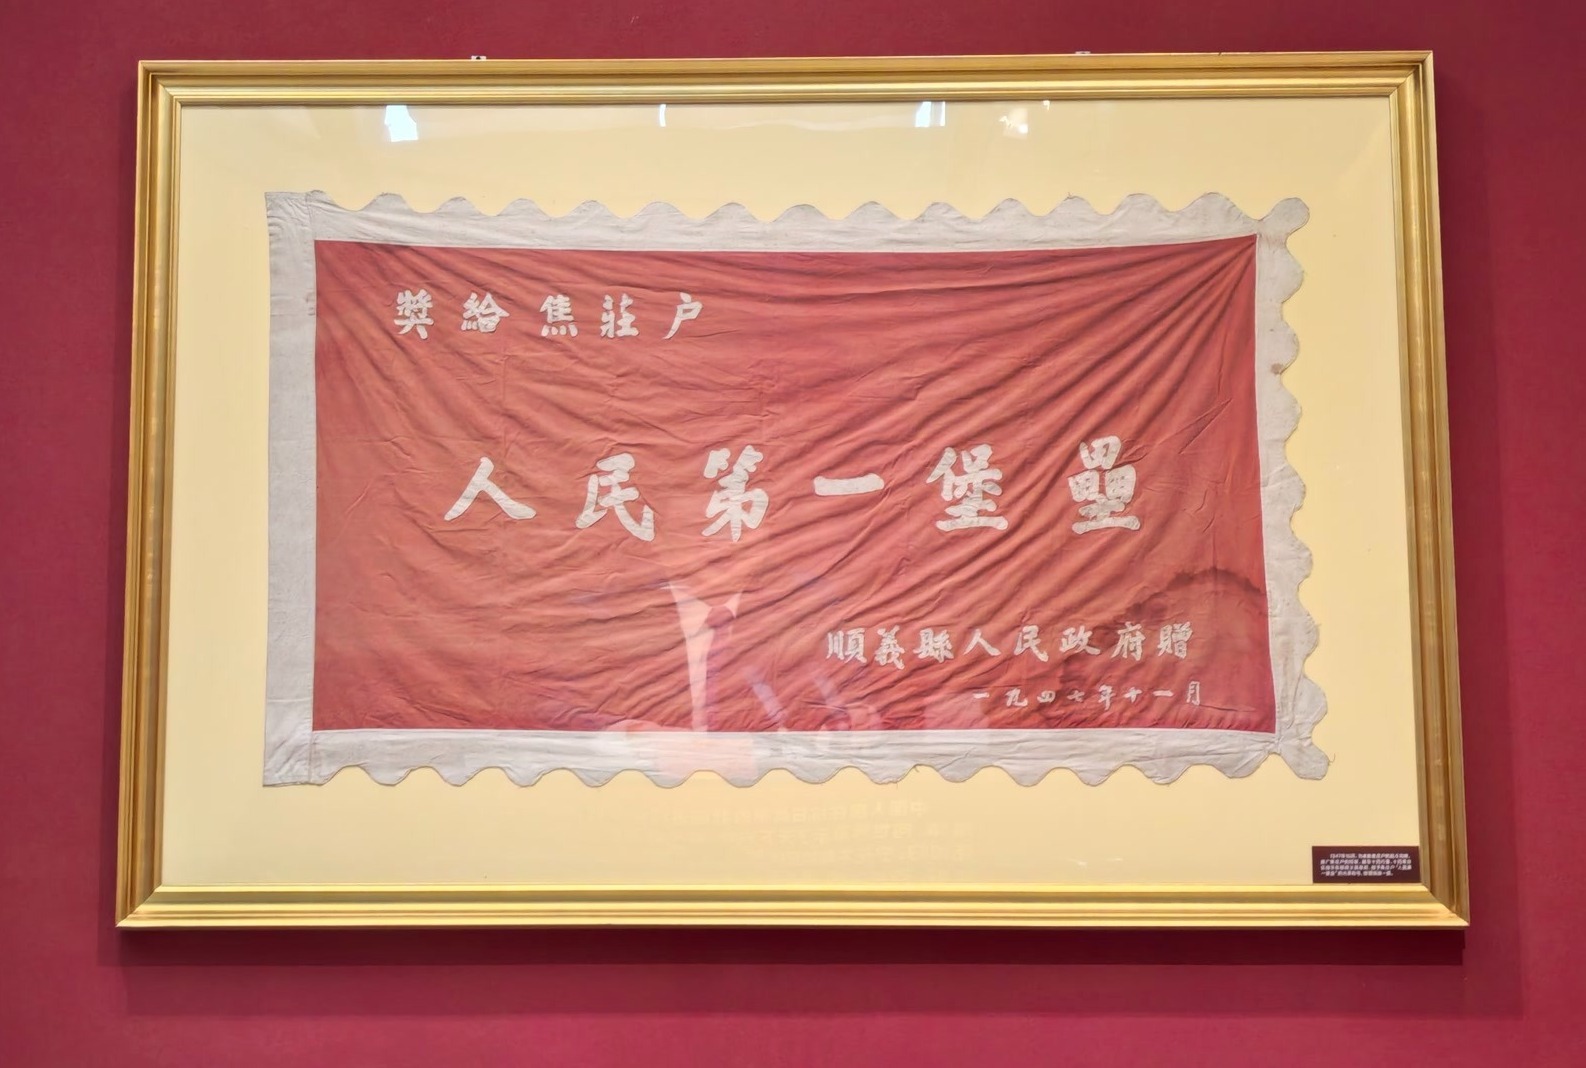 獎給焦莊户
人民第一堡壘
順義縣人民政府贈
一九四七年十一月